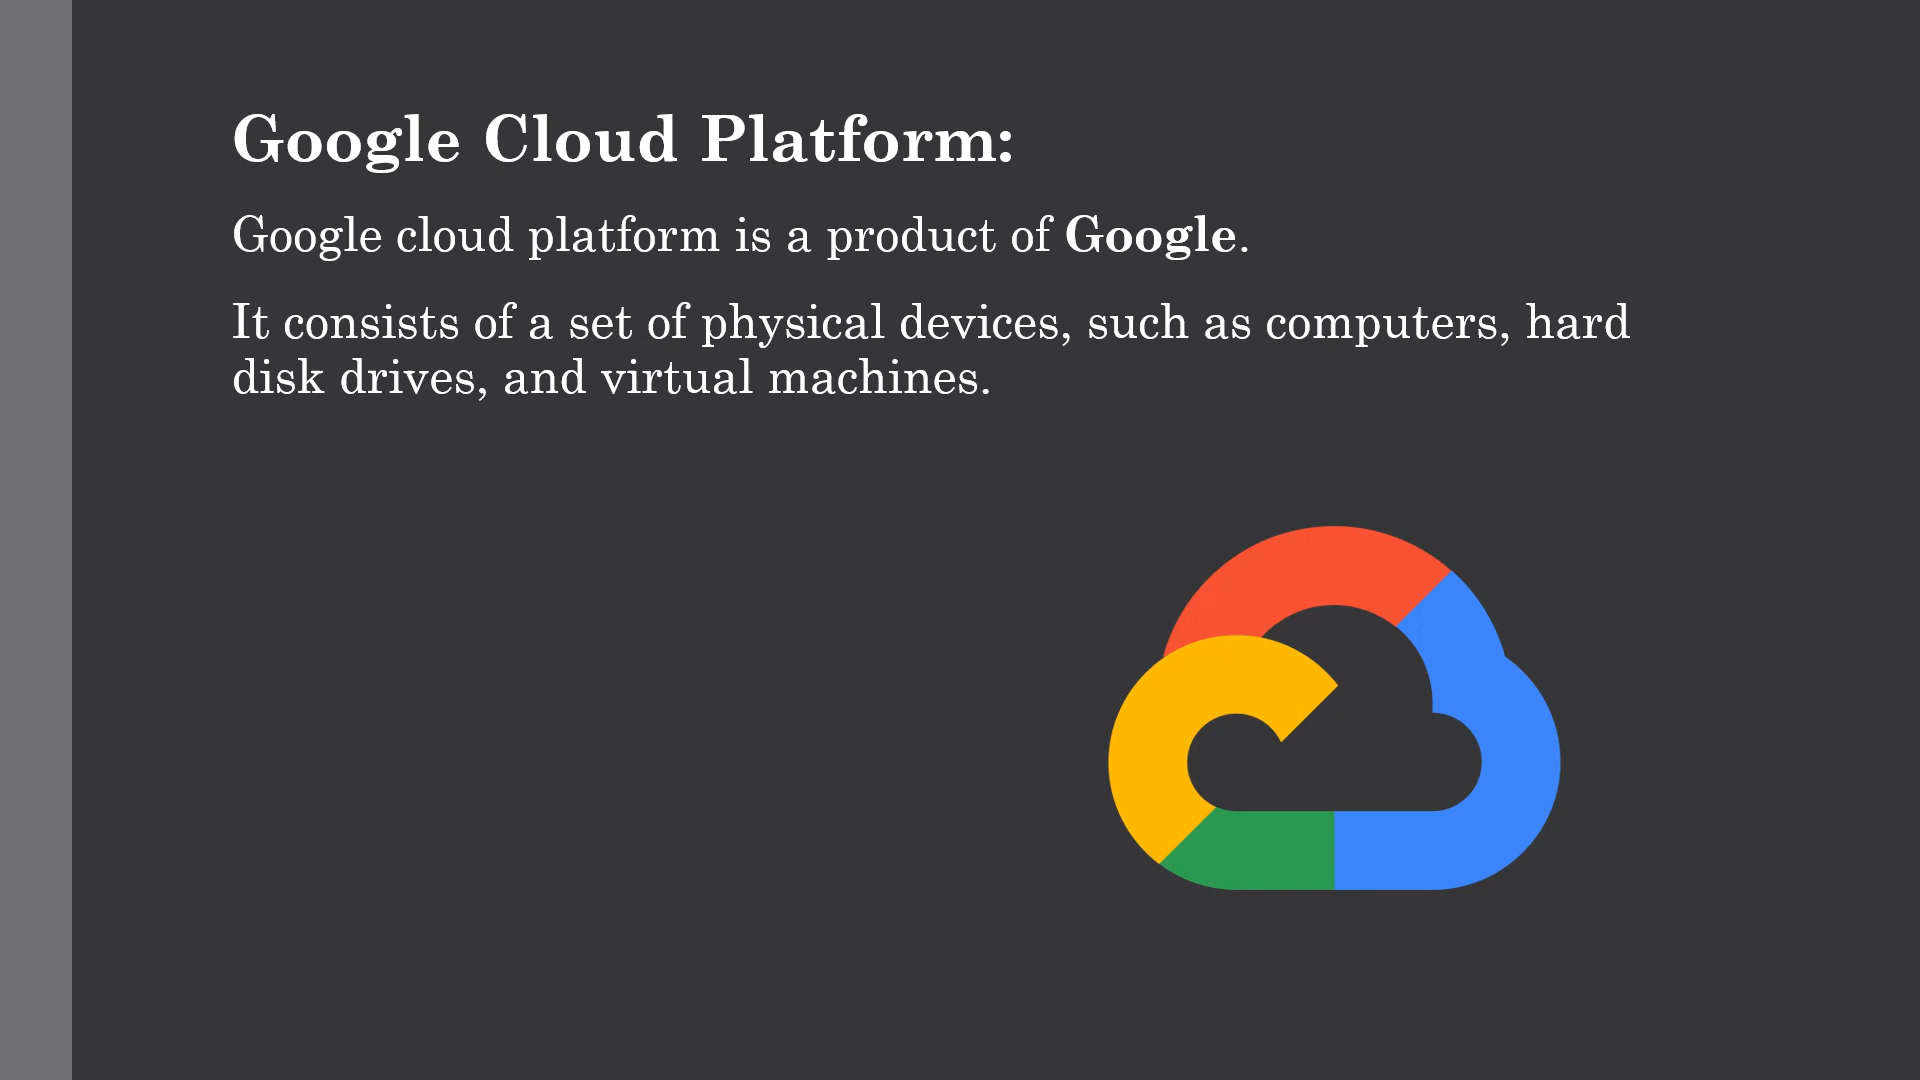 Google Cloud Platform:
Google cloud platform is a product of Google.
It consists of a set of physical devices, such as computers, hard
disk drives, and virtual machines.